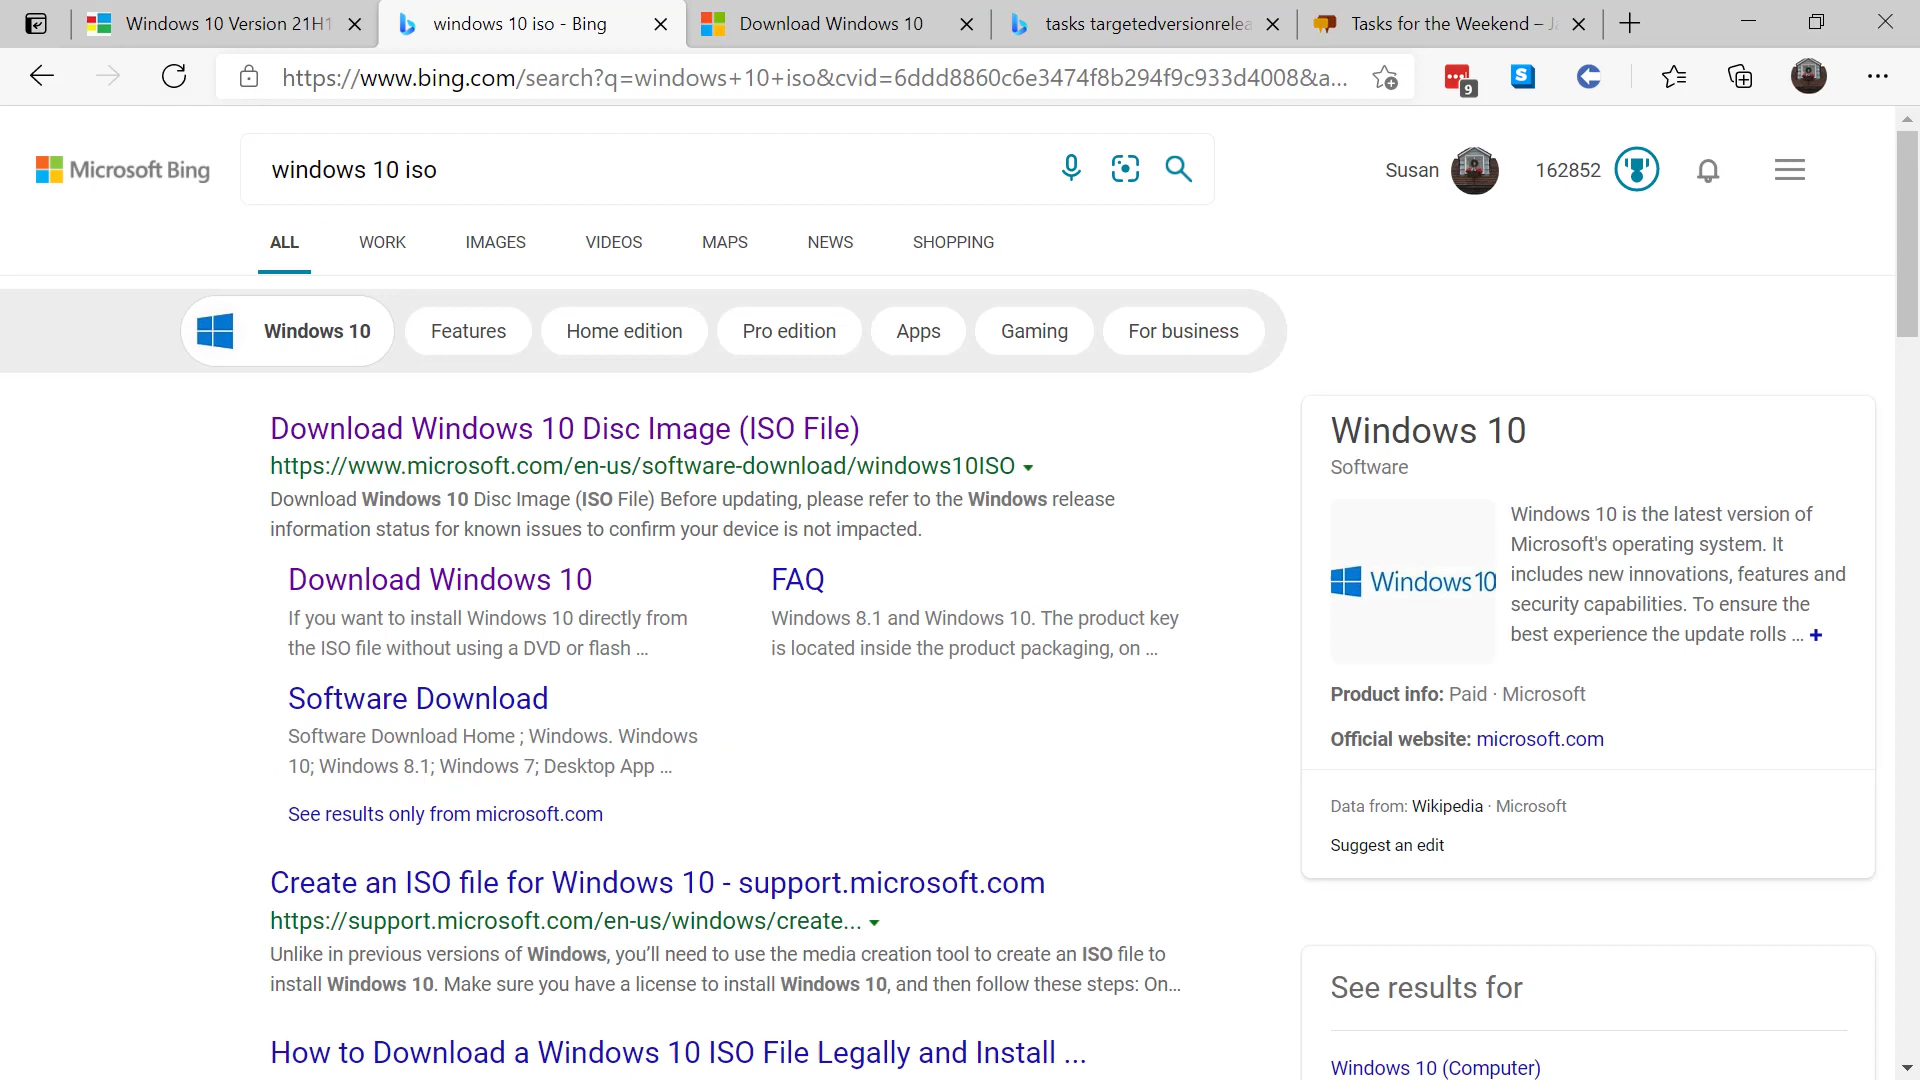 Windows 10 Version 21H1
windows 10 iso - Bing
Download Windows 10
tasks targetedversionrelea
Tasks for the Weekend – Ja
https://www.bing.com/search?q=windows+10+iso&cvid=6ddd8860c6e3474f8b294f9c933d4008&a...
9
S
Microsoft Bing
windows 10 iso
Susan
162852
ALL
WORK
IMAGES
VIDEOS
MAPS
NEWS
SHOPPING
Windows 10
Features
Home edition
Pro edition
Apps
Gaming
For business
Download Windows 10 Disc Image (ISO File)
https://www.microsoft.com/en-us/software-download/windows10ISO
Download Windows 10 Disc Image (ISO File) Before updating, please refer to the Windows release
information status for known issues to confirm your device is not impacted.
Download Windows 10
If you want to install Windows 10 directly from
the ISO file without using a DVD or flash ...
FAQ
Windows 8.1 and Windows 10. The product key
is located inside the product packaging, on ...
Software Download
Software Download Home ; Windows. Windows
10; Windows 8.1; Windows 7; Desktop App ...
See results only from microsoft.com
Create an ISO file for Windows 10 - support.microsoft.com
https://support.microsoft.com/en-us/windows/create...
Unlike in previous versions of Windows, you’ll need to use the media creation tool to create an ISO file to
install Windows 10. Make sure you have a license to install Windows 10, and then follow these steps: On...
How to Download a Windows 10 ISO File Legally and Install ...
Windows 10
Software
Windows 10
Windows 10 is the latest version of
Microsoft's operating system. It
includes new innovations, features and
security capabilities. To ensure the
best experience the update rolls ... +
Product info: Paid · Microsoft
Official website: microsoft.com
Data from: Wikipedia · Microsoft
Suggest an edit
See results for
Windows 10 (Computer)